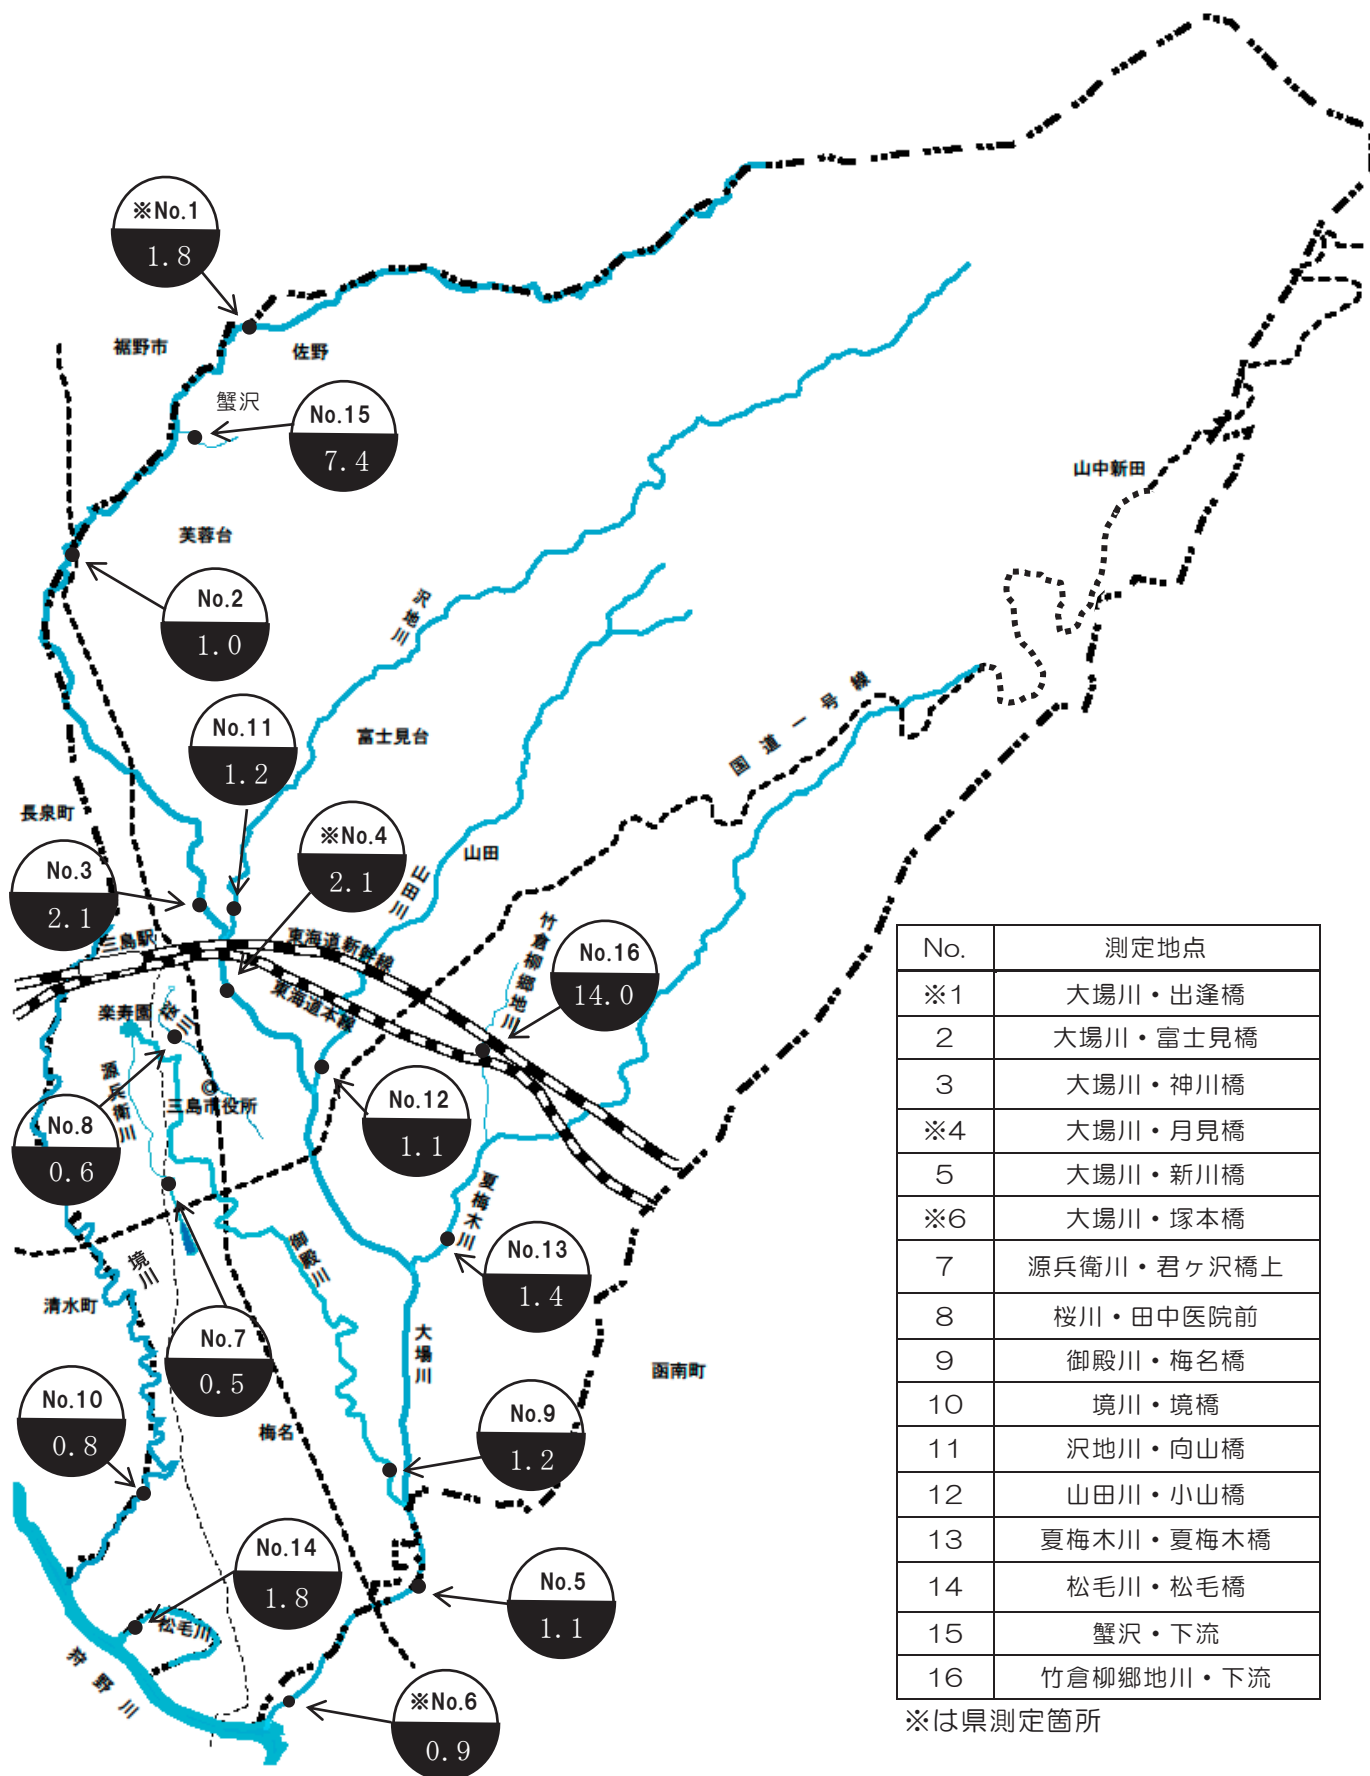 ※No.1
1.8
裾野市
佐野
蟹沢
No.15
7.4
山中新田
芙蓉台
No.2
1.0
沢地川
No.11
1.2
富士見台
国道一号線
長泉町
※No.4
2.1
山田
山田川
No.3
2.1
三島駅
東海道新幹線
東海道本線
竹倉柳郷地川
No.16
14.0
楽寿園
桜川
源兵衛川
三島市役所
No.8
0.6
No.12
1.1
夏梅木川
御殿川
No.13
1.4
境川
清水町
No.7
0.5
大場川
函南町
No.10
0.8
梅名
No.9
1.2
No.14
1.8
松毛川
No.5
1.1
狩野川
※No.6
0.9
No. 測定地点
※1 大場川・出逢橋
2 大場川・富士見橋
3 大場川・神川橋
※4 大場川・月見橋
5 大場川・新川橋
※6 大場川・塚本橋
7 源兵衛川・君ヶ沢橋上
8 桜川・田中医院前
9 御殿川・梅名橋
10 境川・境橋
11 沢地川・向山橋
12 山田川・小山橋
13 夏梅木川・夏梅木橋
14 松毛川・松毛橋
15 蟹沢・下流
16 竹倉柳郷地川・下流
※は県測定箇所